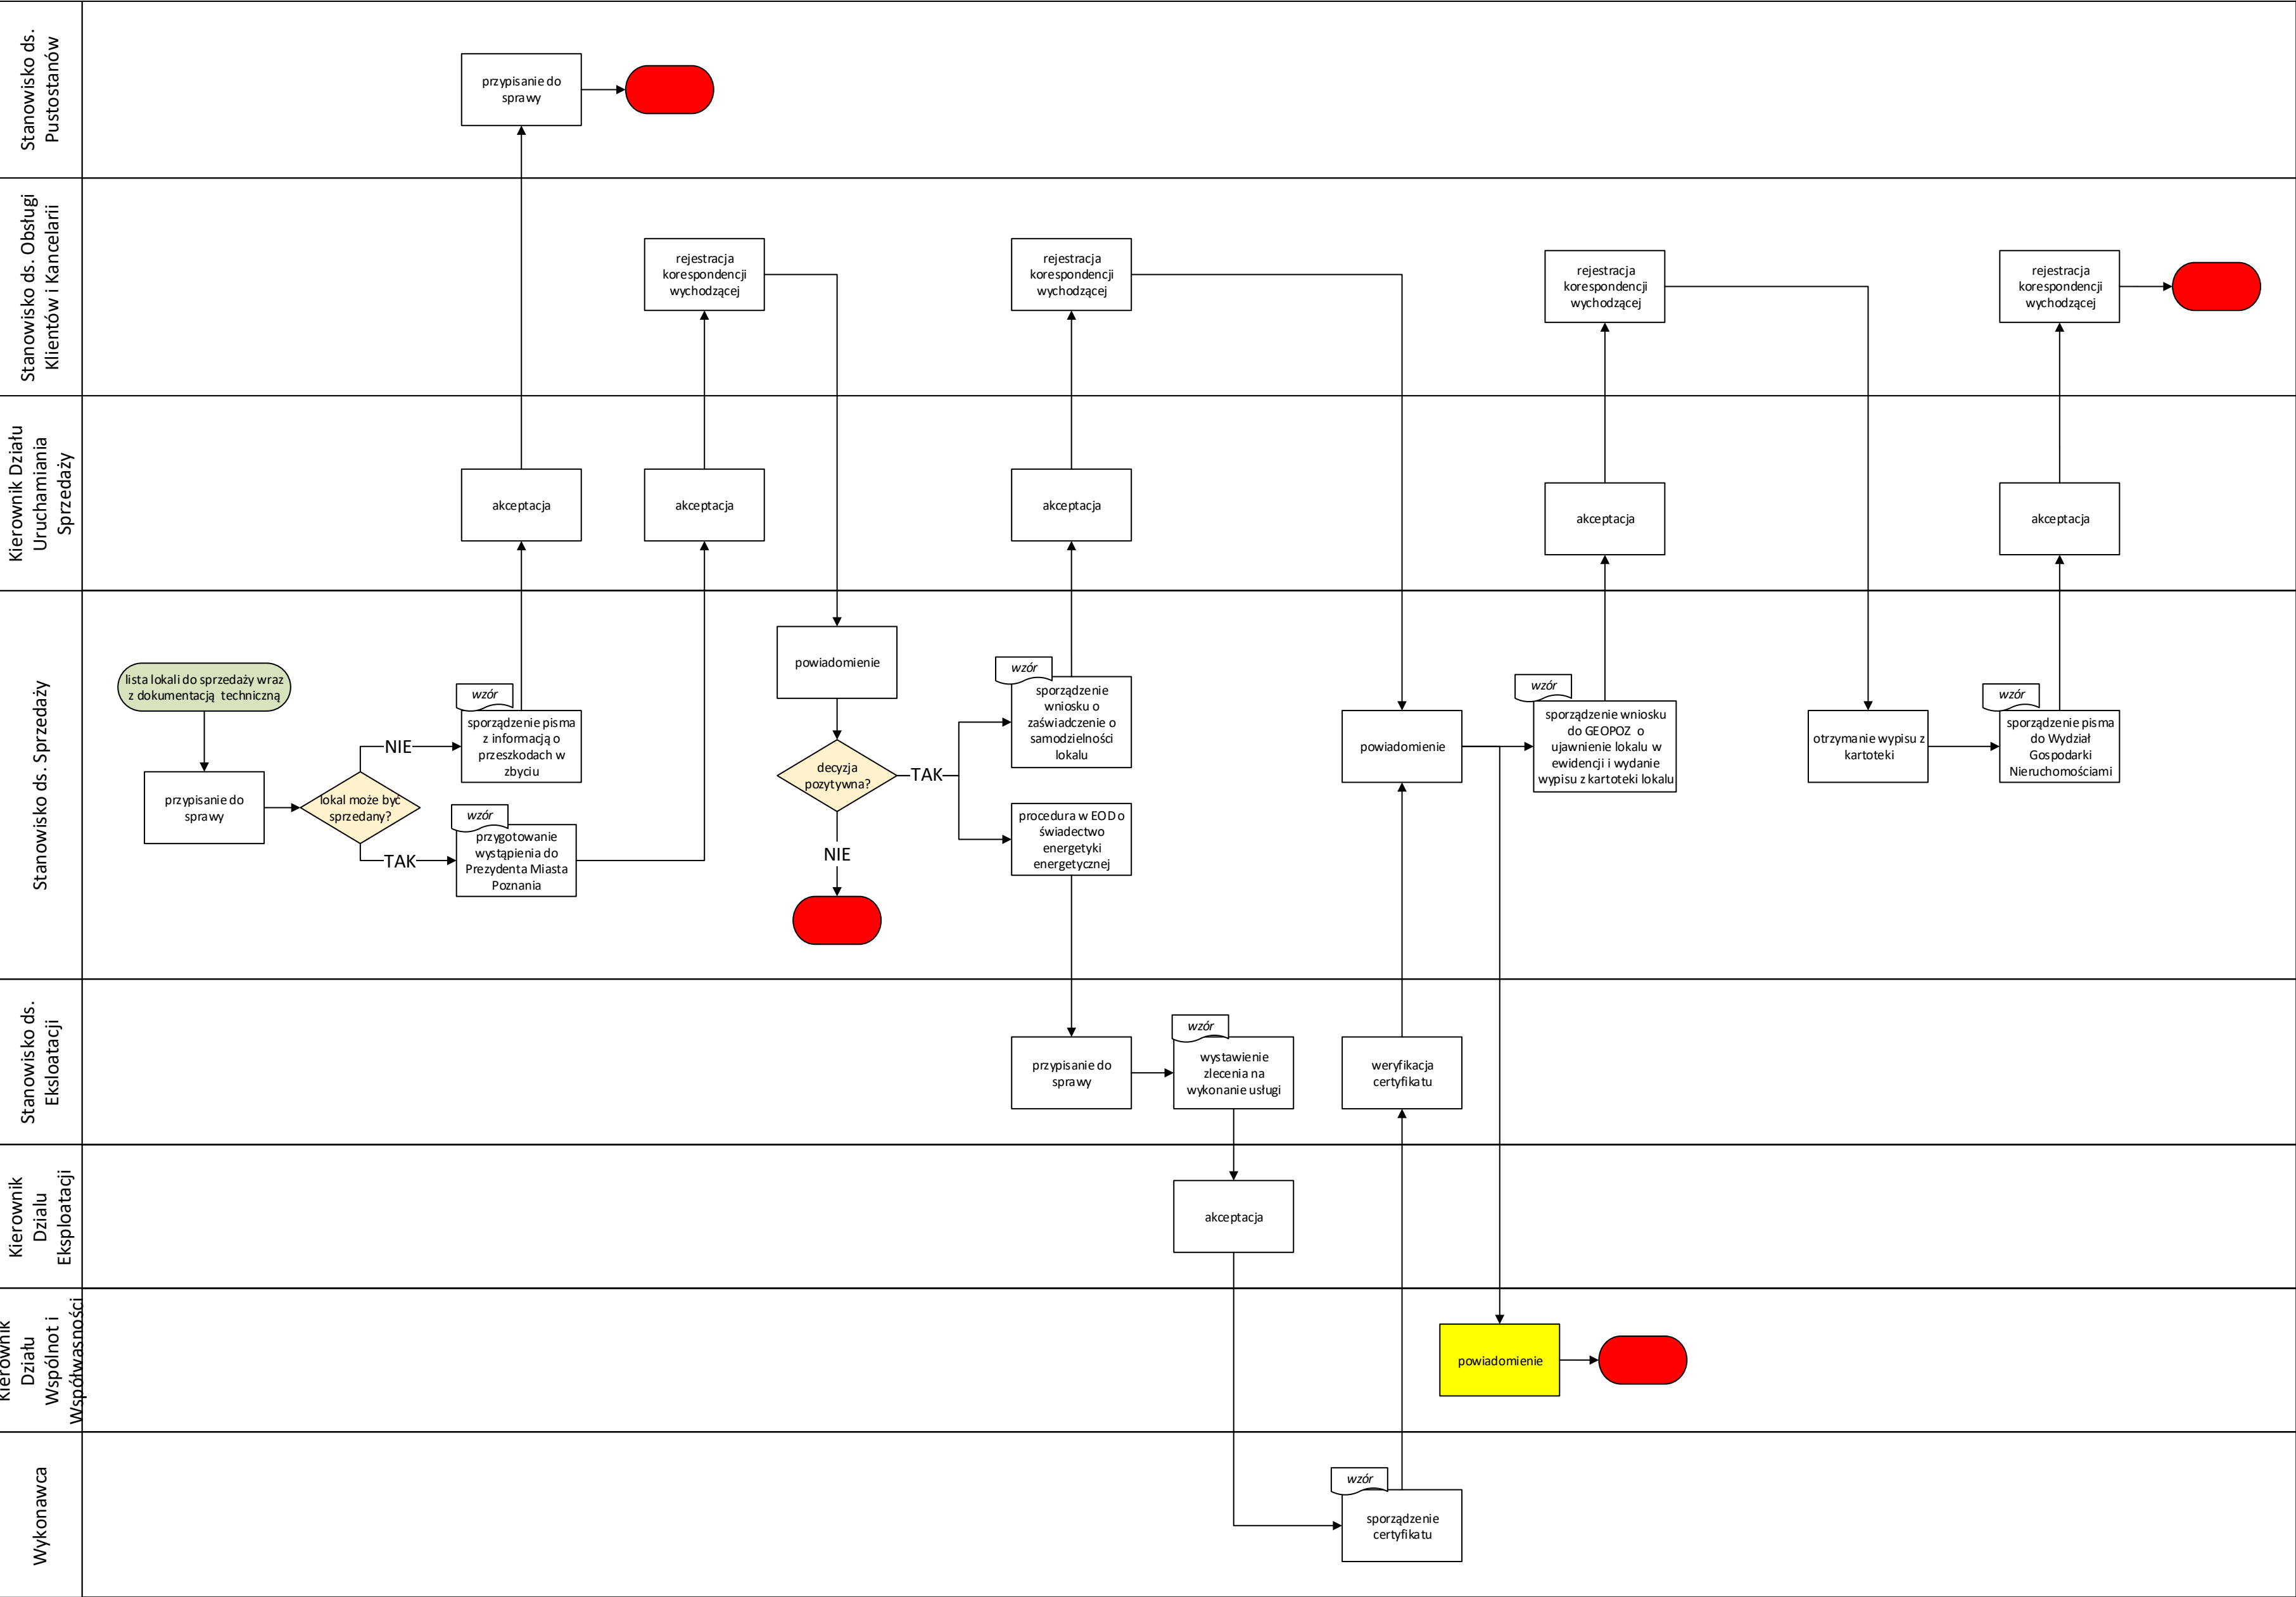 Stanowisko ds.
Pustostanów
przypisanie do
sprawy
Stanowisko ds. Obsługi
Klientów i Kancelarii
rejestracja
korespondencji
wychodzącej
rejestracja
korespondencji
wychodzącej
rejestracja
korespondencji
wychodzącej
rejestracja
korespondencji
wychodzącej
Kierownik Działu
Uruchamiania
Sprzedaży
akceptacja
akceptacja
akceptacja
akceptacja
akceptacja
Stanowisko ds. Sprzedaży
lista lokali do sprzedaży wraz
z dokumentacją techniczną
przypisanie do
sprawy
lokal może być
sprzedany?
NIE
TAK
wzór
sporządzenie pisma
z informacją o
przeszkodach w
zbyciu
wzór
przygotowanie
wystąpienia do
Prezydenta Miasta
Poznania
powiadomienie
decyzja
pozytywna?
TAK
NIE
wzór
sporządzenie
wniosku o
zaświadczenie o
samodzielności
lokalu
procedura w EOD o
świadectwo
energetyki
energetycznej
powiadomienie
wzór
sporządzenie wniosku
do GEOPOZ o
ujawnienie lokalu w
ewidencji i wydanie
wypisu z kartoteki lokalu
otrzymanie wypisu z
kartoteki
wzór
sporządzenie pisma
do Wydział
Gospodarki
Nieruchomościami
Stanowisko ds.
Eksloatacji
przypisanie do
sprawy
wzór
wystawienie
zlecenia na
wykonanie usługi
weryfikacja
certyfikatu
Kierownik
Dzialu
Eksploatacji
akceptacja
Kierownik
Działu
Wspólnot i
Współwasności
powiadomienie
Wykonawca
wzór
sporządzenie
certyfikatu